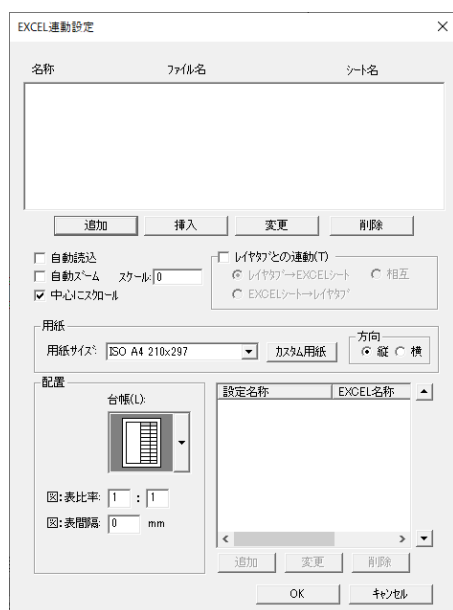 EXCEL連動設定
名称 ファイル名 シート名
追加 挿入 変更 削除
自動読込
自動ズーム スケール: 0
中心にスクロール
レイヤタブとの連動(T)
レイヤタブ→EXCELシート 相互
EXCELシート→レイヤタブ
用紙
用紙サイズ: ISO A4 210x297 カスタム用紙
方向
縦 横
配置
台帳(L):
図:表比率: 1 : 1
図:表間隔: 0 mm
設定名称 EXCEL名称
追加 変更 削除
OK キャンセル